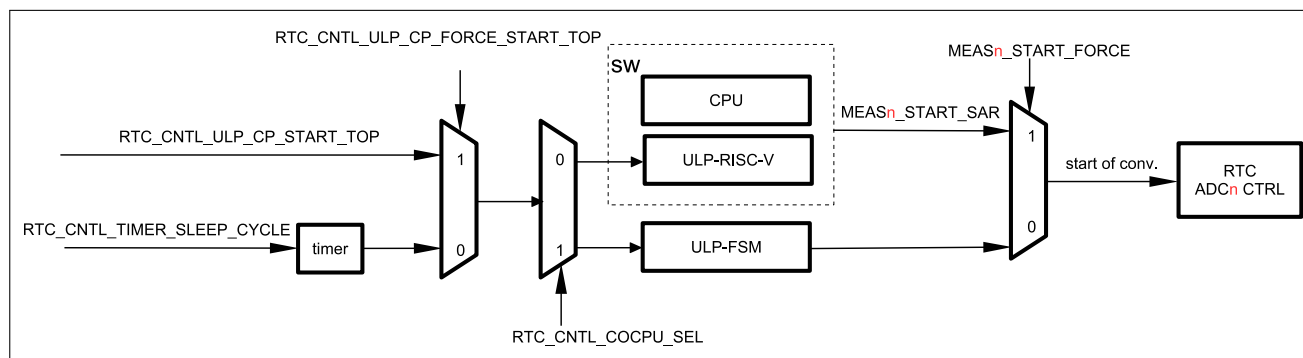 RTC_CNTL_ULP_CP_FORCE_START_TOP
SW
MEASn_START_FORCE
CPU
RTC_CNTL_ULP_CP_START_TOP
MEASn_START_SAR
1
0
ULP-RISC-V
1
start of conv.
RTC
ADCn CTRL
RTC_CNTL_TIMER_SLEEP_CYCLE
timer
0
1
ULP-FSM
0
RTC_CNTL_COCPU_SEL